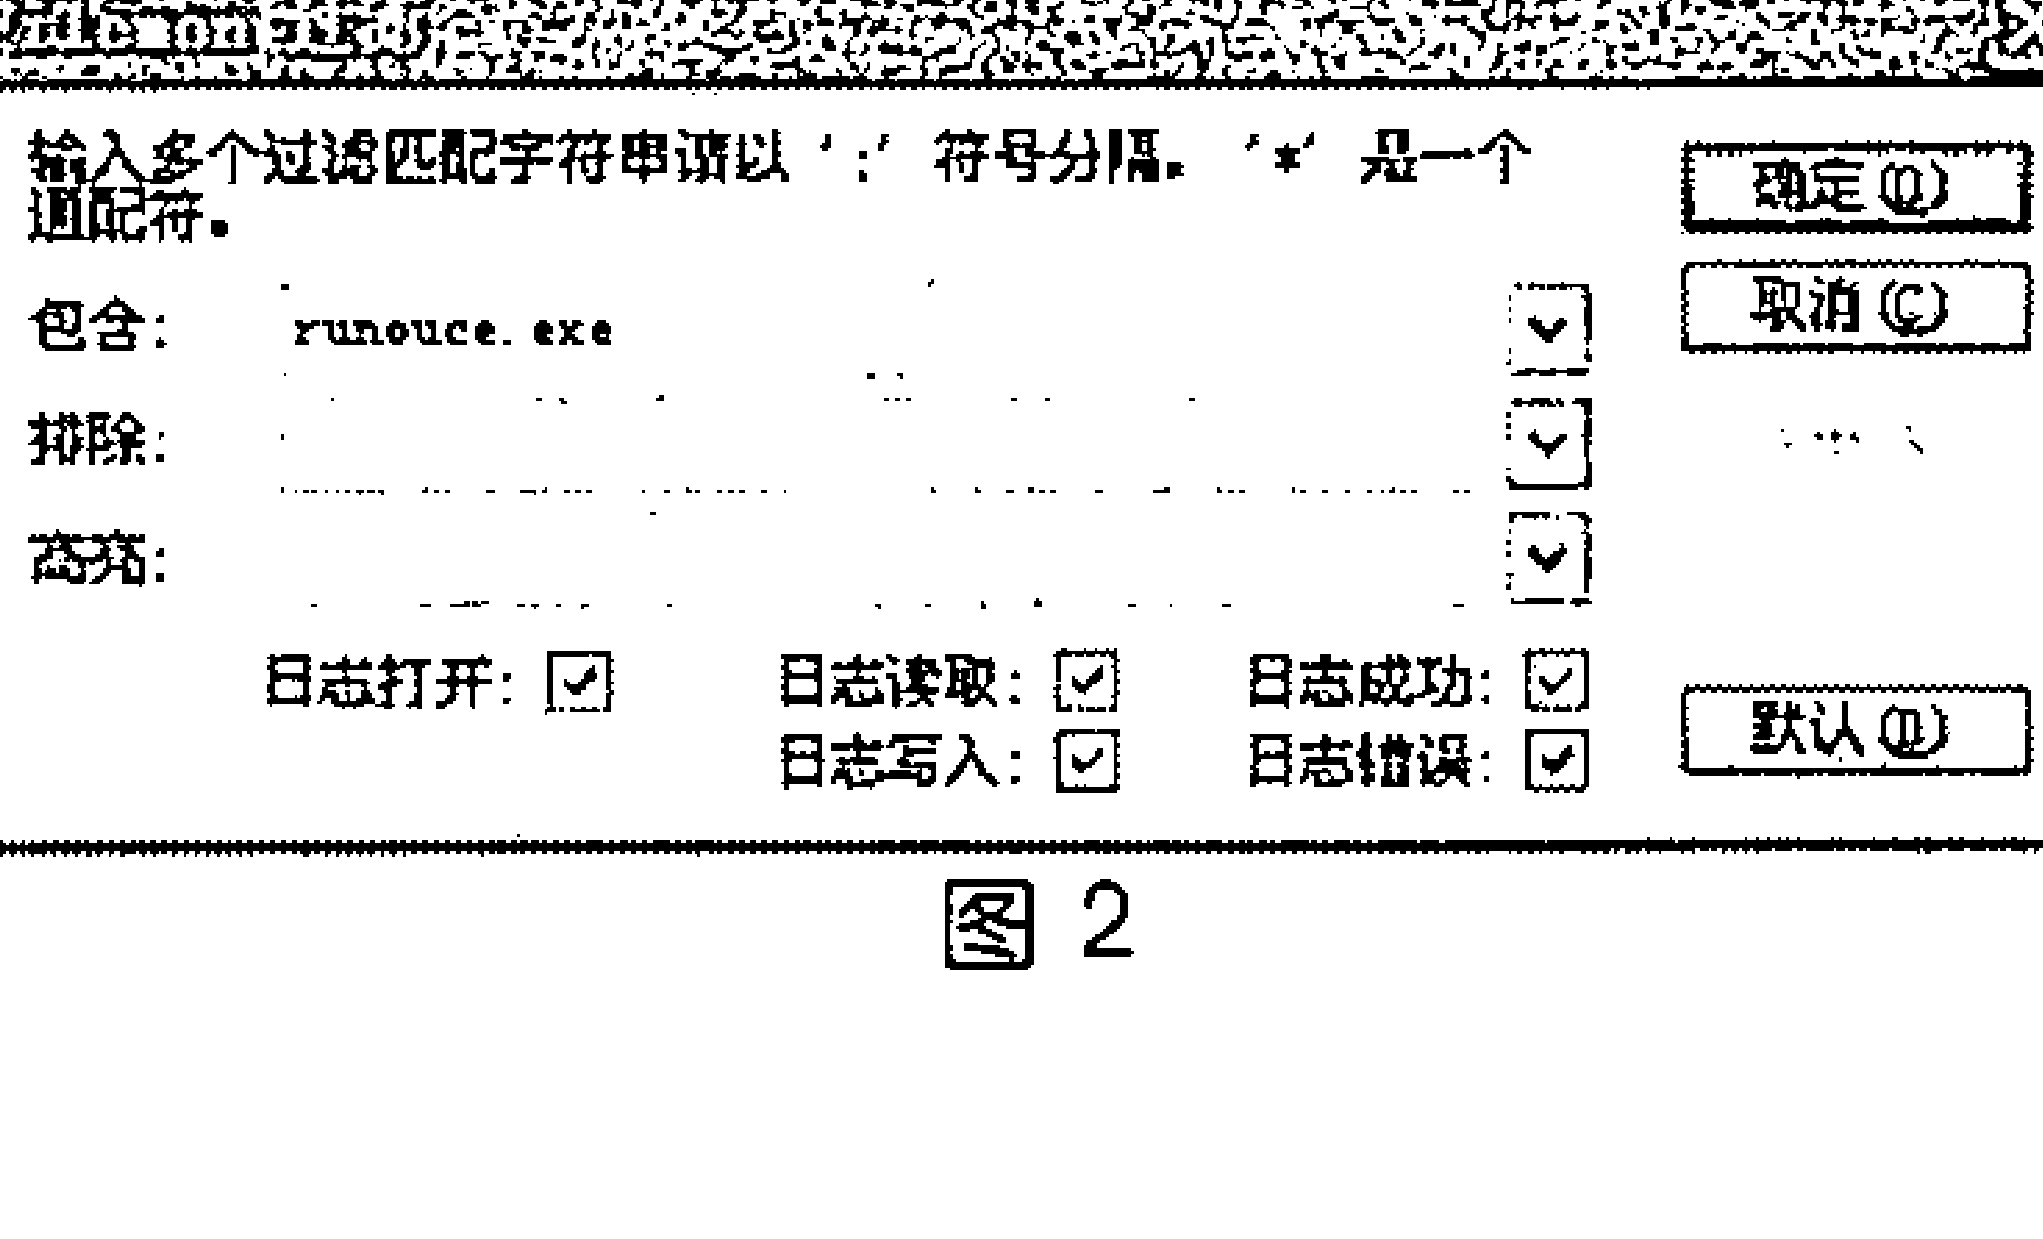 输入多个过滤匹配字符串请以 ';' 符号分隔。 '*' 是一个
通配符。
确定(O)
取消(C)
包含: runouce.exe
排除:
高亮:
日志打开: 日志读取: 日志成功:
日志写入: 日志错误:
默认(D)
图 2